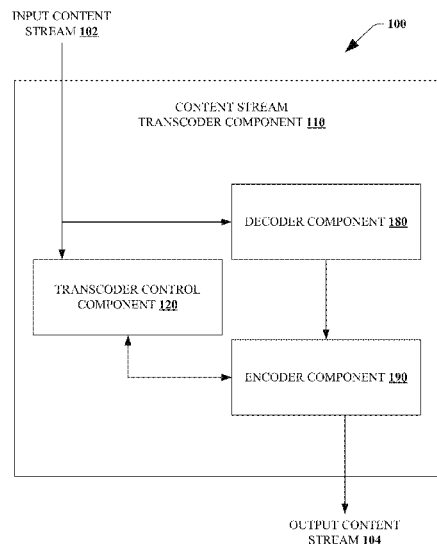 INPUT CONTENT
STREAM 102
100
CONTENT STREAM
TRANSCODER COMPONENT 110
DECODER COMPONENT 180
TRANSCODER CONTROL
COMPONENT 120
ENCODER COMPONENT 190
OUTPUT CONTENT
STREAM 104